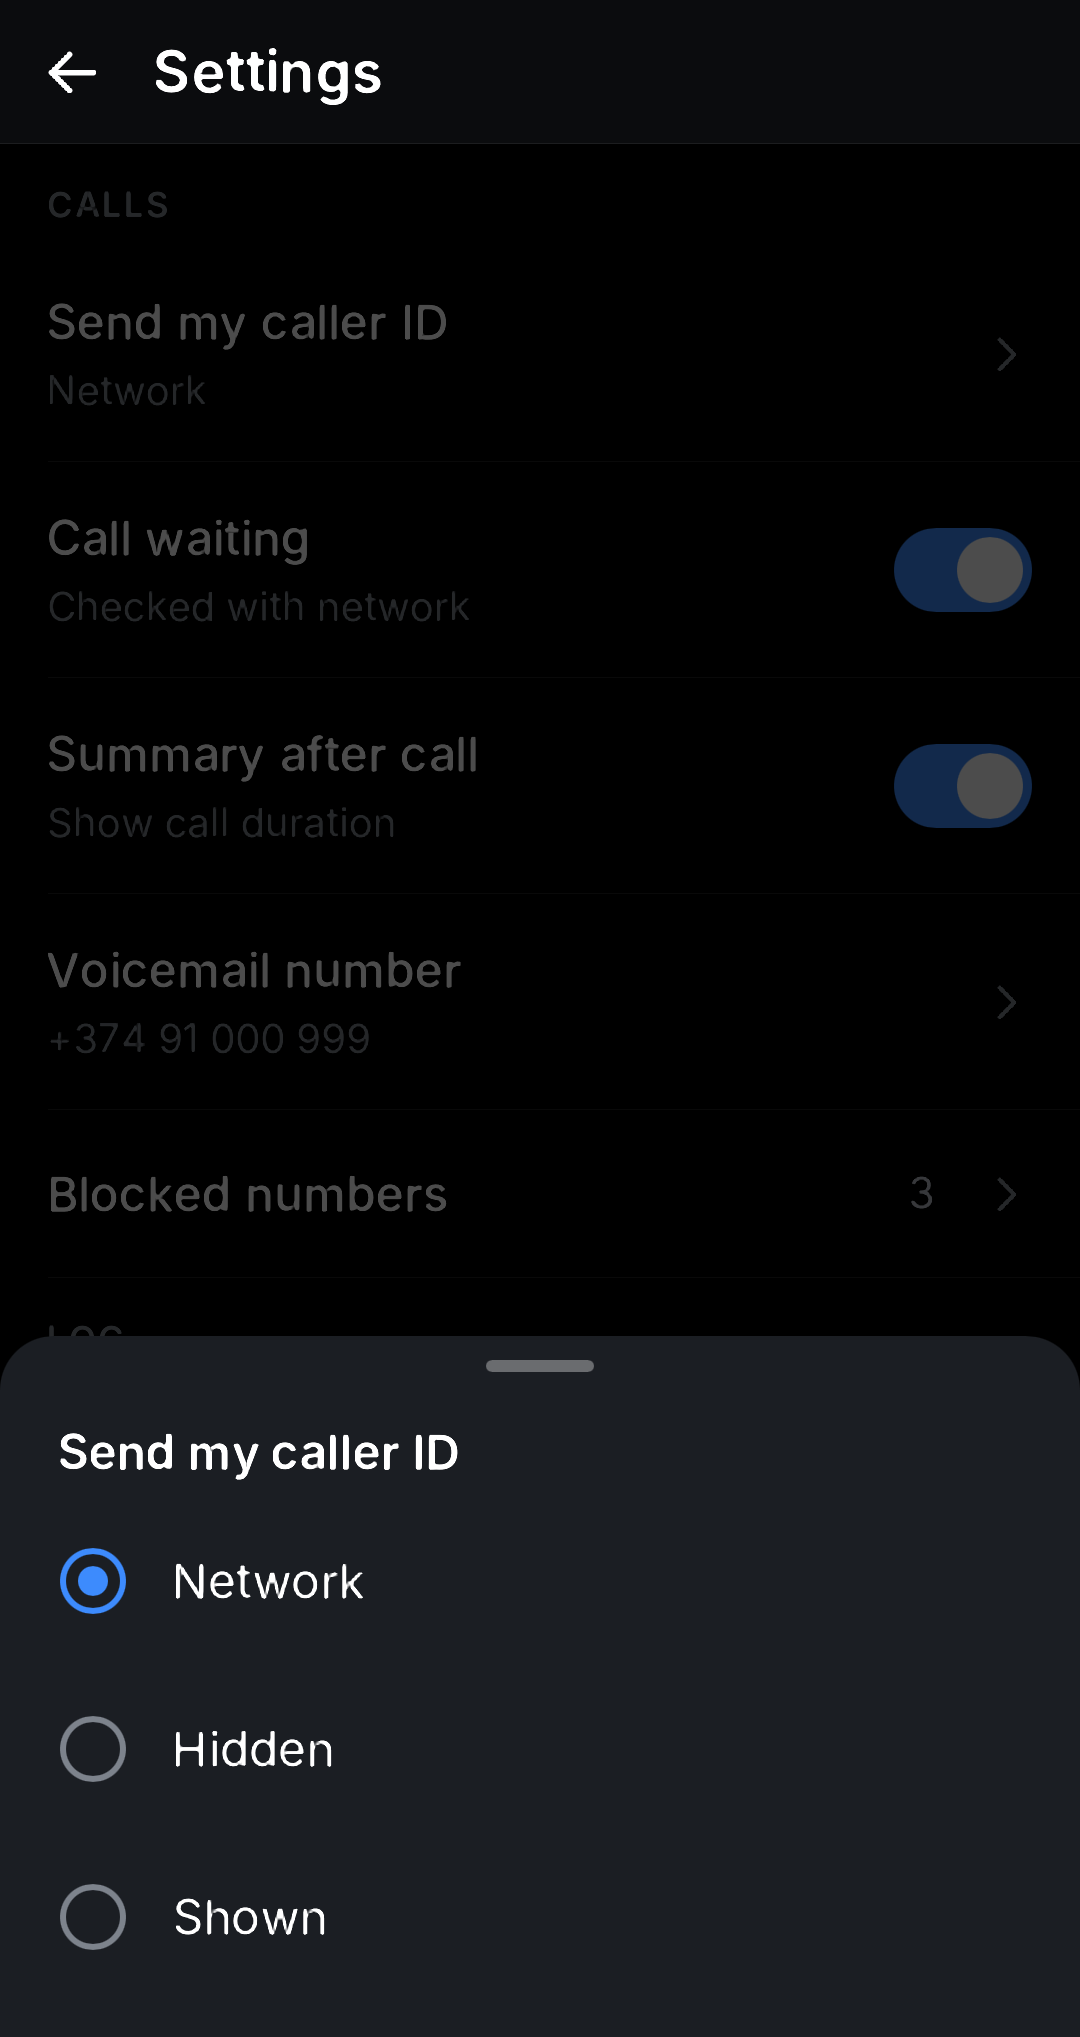 Settings
CALLS
Send my caller ID
Network
Call waiting
Checked with network
Summary after call
Show call duration
Voicemail number
+374 91 000 999
Blocked numbers
3
Send my caller ID
Network
Hidden
Shown